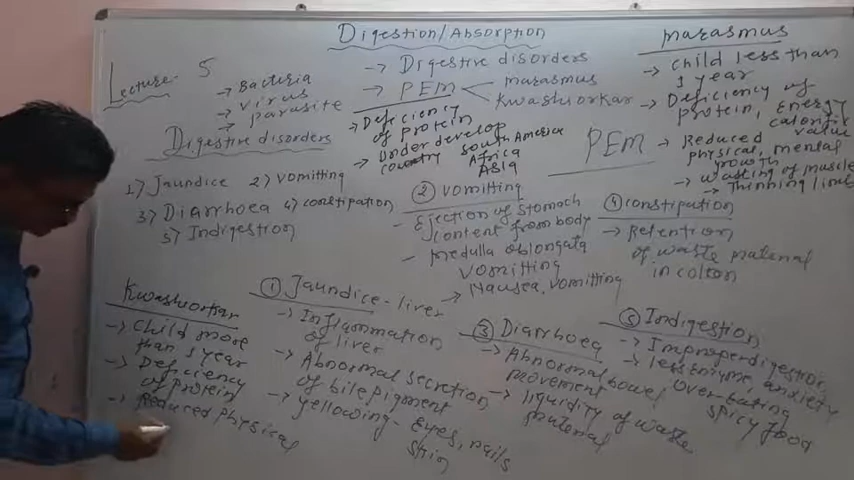 Digestion/Absorption
Lecture- 5
→ Digestive disorders
→ PEM
marasmus
Kwashiorkar
→ Bacteria
→ Virus
→ parasite
Digestive disorders
1) Jaundice 2) vomitting
3) Diarrhoea 4) constipation
5) Indigestion
→ Deficiency
of protein
→ Under develop
country South America
Africa
Asia
PEM
marasmus
→ child less than
1 year
→ Deficiency of
protein, Energy
calorific
value
→ Reduced
physical, mental
growth
→ wasting of muscle
→ Thinning limbs
② vomitting
- Ejection of stomach
content from body
- medulla oblongata
vomitting
→ Nausea, vomitting
④ constipation
→ Retention
of waste material
in colton
Kwashiorkar
→ Child more
than 1 year
→ Deficiency
of protein
→ Reduced physical
① Jaundice - liver
→ Inflammation
of liver
→ Abnormal secretion
of bile pigment
→ yellowing - Eyes, nails
skin
③ Diarrhoea
→ Abnormal bowel
movement
→ liquidity of waste
material
⑤ Indigestion
→ Improper digestion
→ less enzyme, anxiety
over-eating
spicy food